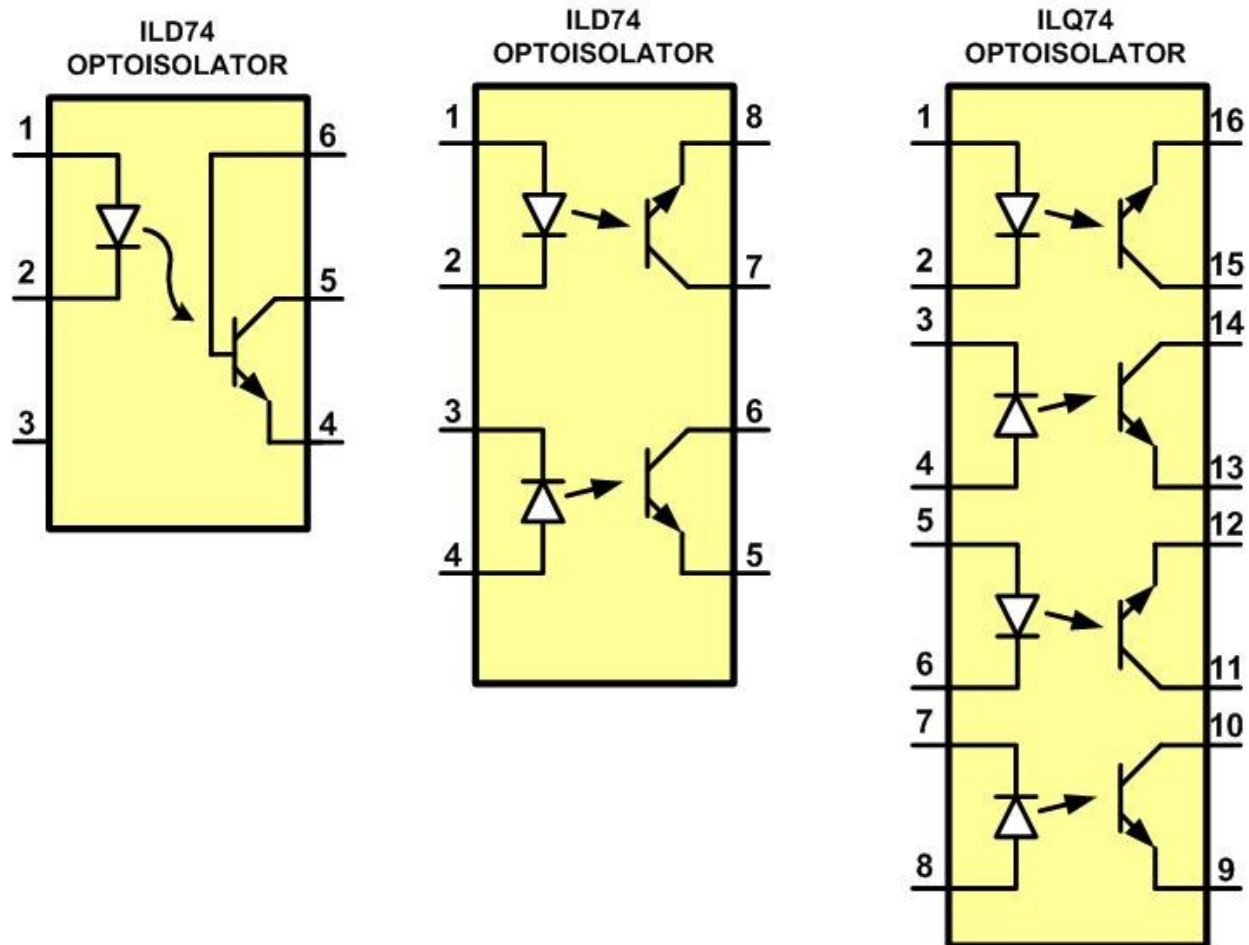 ILD74
OPTOISOLATOR
1 6
2 5
3 4
ILD74
OPTOISOLATOR
1 8
2 7
3 6
4 5
ILQ74
OPTOISOLATOR
1 16
2 15
3 14
4 13
5 12
6 11
7 10
8 9